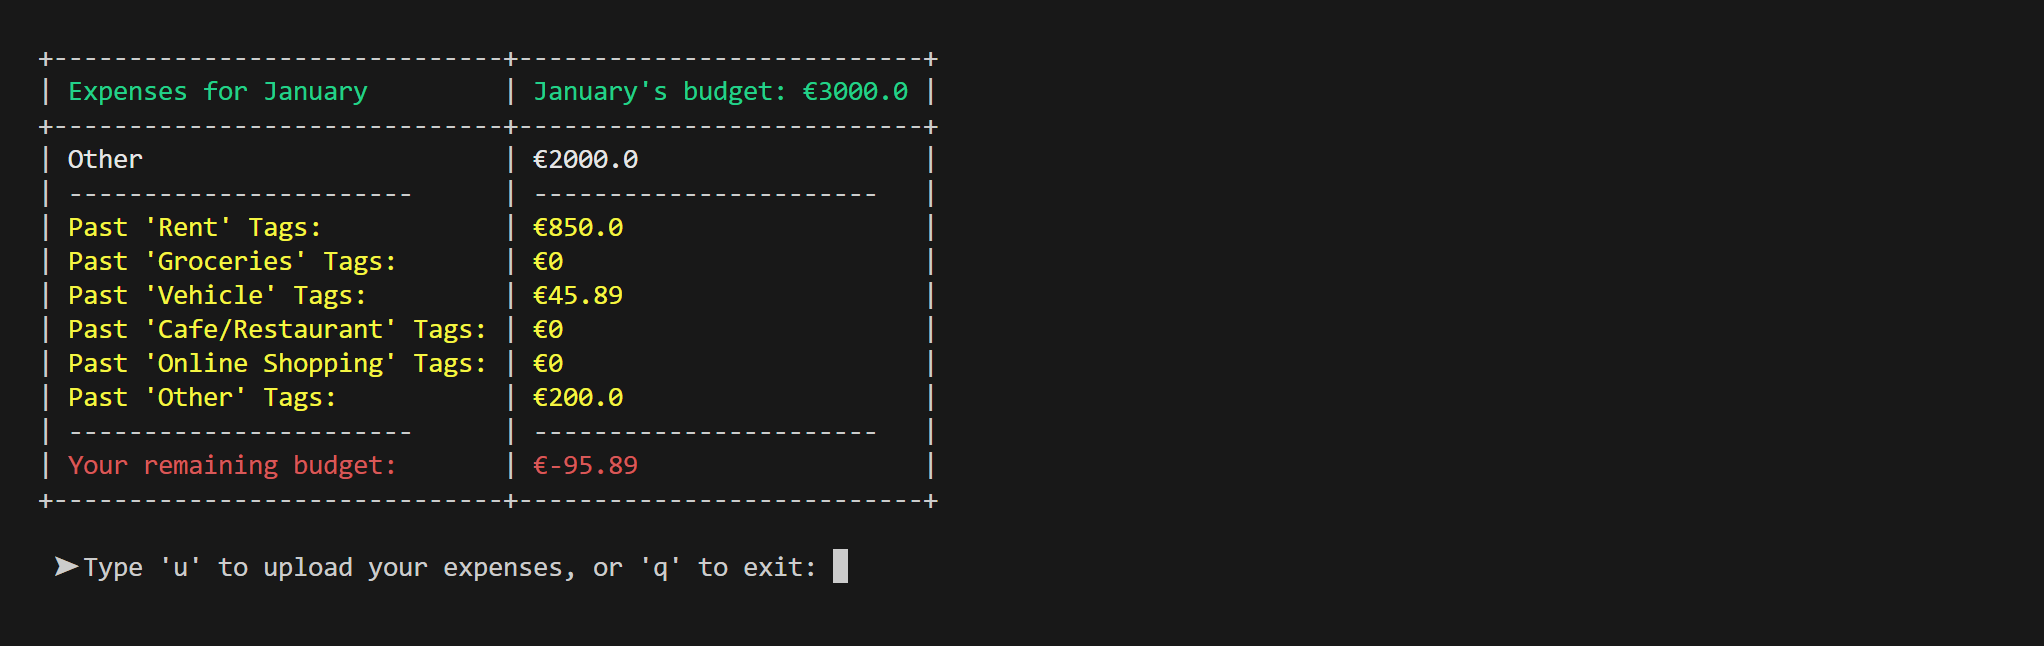 +------------------------------+---------------------------+
| Expenses for January         | January's budget: €3000.0 |
+------------------------------+---------------------------+
| Other                        | €2000.0                   |
| -----------------------      | -----------------------   |
| Past 'Rent' Tags:            | €850.0                    |
| Past 'Groceries' Tags:       | €0                        |
| Past 'Vehicle' Tags:         | €45.89                    |
| Past 'Cafe/Restaurant' Tags: | €0                        |
| Past 'Online Shopping' Tags: | €0                        |
| Past 'Other' Tags:           | €200.0                    |
| -----------------------      | -----------------------   |
| Your remaining budget:       | €-95.89                   |
+------------------------------+---------------------------+
➤Type 'u' to upload your expenses, or 'q' to exit: